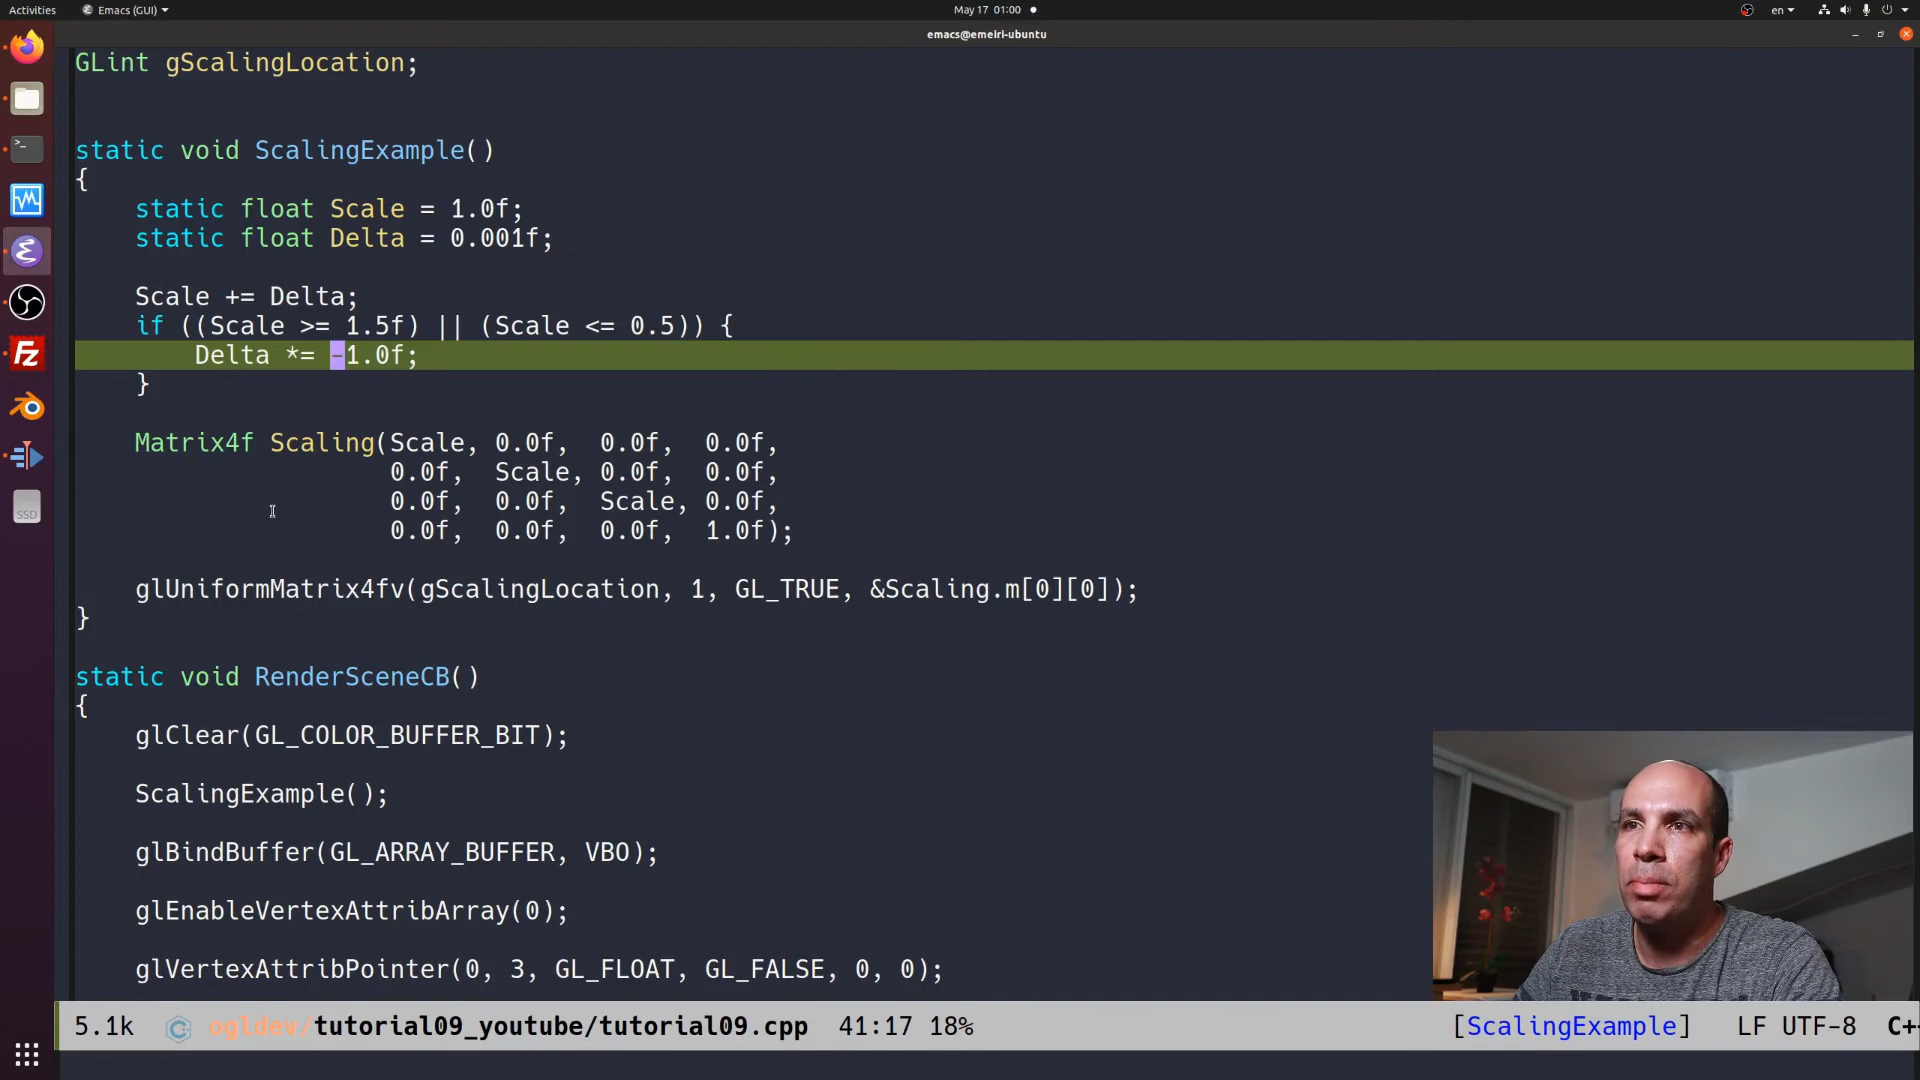 Activities Emacs (GUI) May 17 01:00 en
emacs@emeiri-ubuntu
GLint gScalingLocation;
static void ScalingExample()
{
static float Scale = 1.0f;
static float Delta = 0.001f;
Scale += Delta;
if ((Scale >= 1.5f) || (Scale <= 0.5)) {
Delta *= -1.0f;
}
Matrix4f Scaling(Scale, 0.0f, 0.0f, 0.0f,
0.0f, Scale, 0.0f, 0.0f,
0.0f, 0.0f, Scale, 0.0f,
0.0f, 0.0f, 0.0f, 1.0f);
glUniformMatrix4fv(gScalingLocation, 1, GL_TRUE, &Scaling.m[0][0]);
}
static void RenderSceneCB()
{
glClear(GL_COLOR_BUFFER_BIT);
ScalingExample();
glBindBuffer(GL_ARRAY_BUFFER, VBO);
glEnableVertexAttribArray(0);
glVertexAttribPointer(0, 3, GL_FLOAT, GL_FALSE, 0, 0);
5.1k ogldev/tutorial09_youtube/tutorial09.cpp 41:17 18% [ScalingExample] LF UTF-8 C+
Fz
SSD